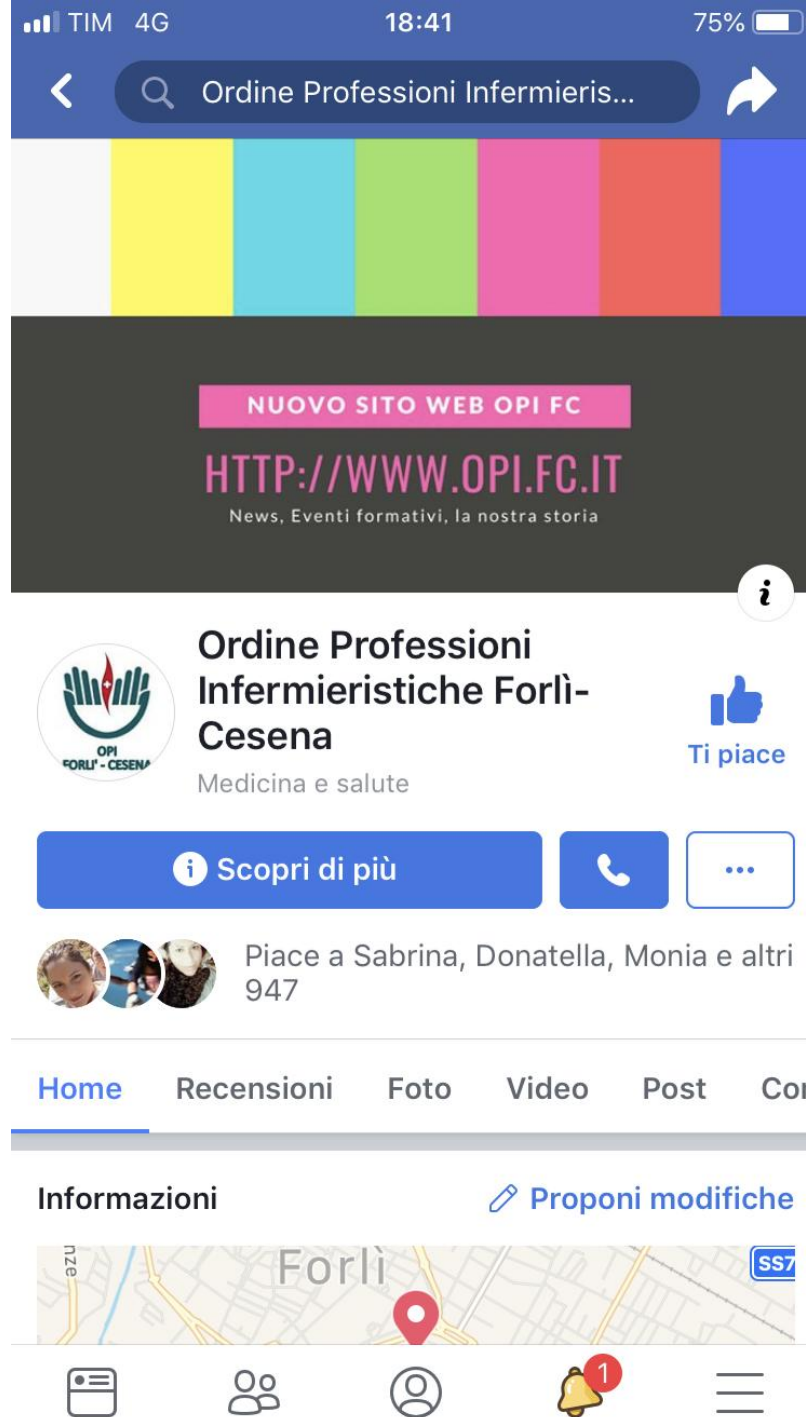 TIM 4G 18:41 75%
Ordine Professioni Infermieris...
NUOVO SITO WEB OPI FC
HTTP://WWW.OPI.FC.IT
News, Eventi formativi, la nostra storia
i
Ordine Professioni
Infermieristiche Forlì-
Cesena
OPI
FORLI' - CESENA
Medicina e salute
Ti piace
i Scopri di più
Piace a Sabrina, Donatella, Monia e altri
947
Home Recensioni Foto Video Post Con
Informazioni Proponi modifiche
nze
Forlì
SS7
1